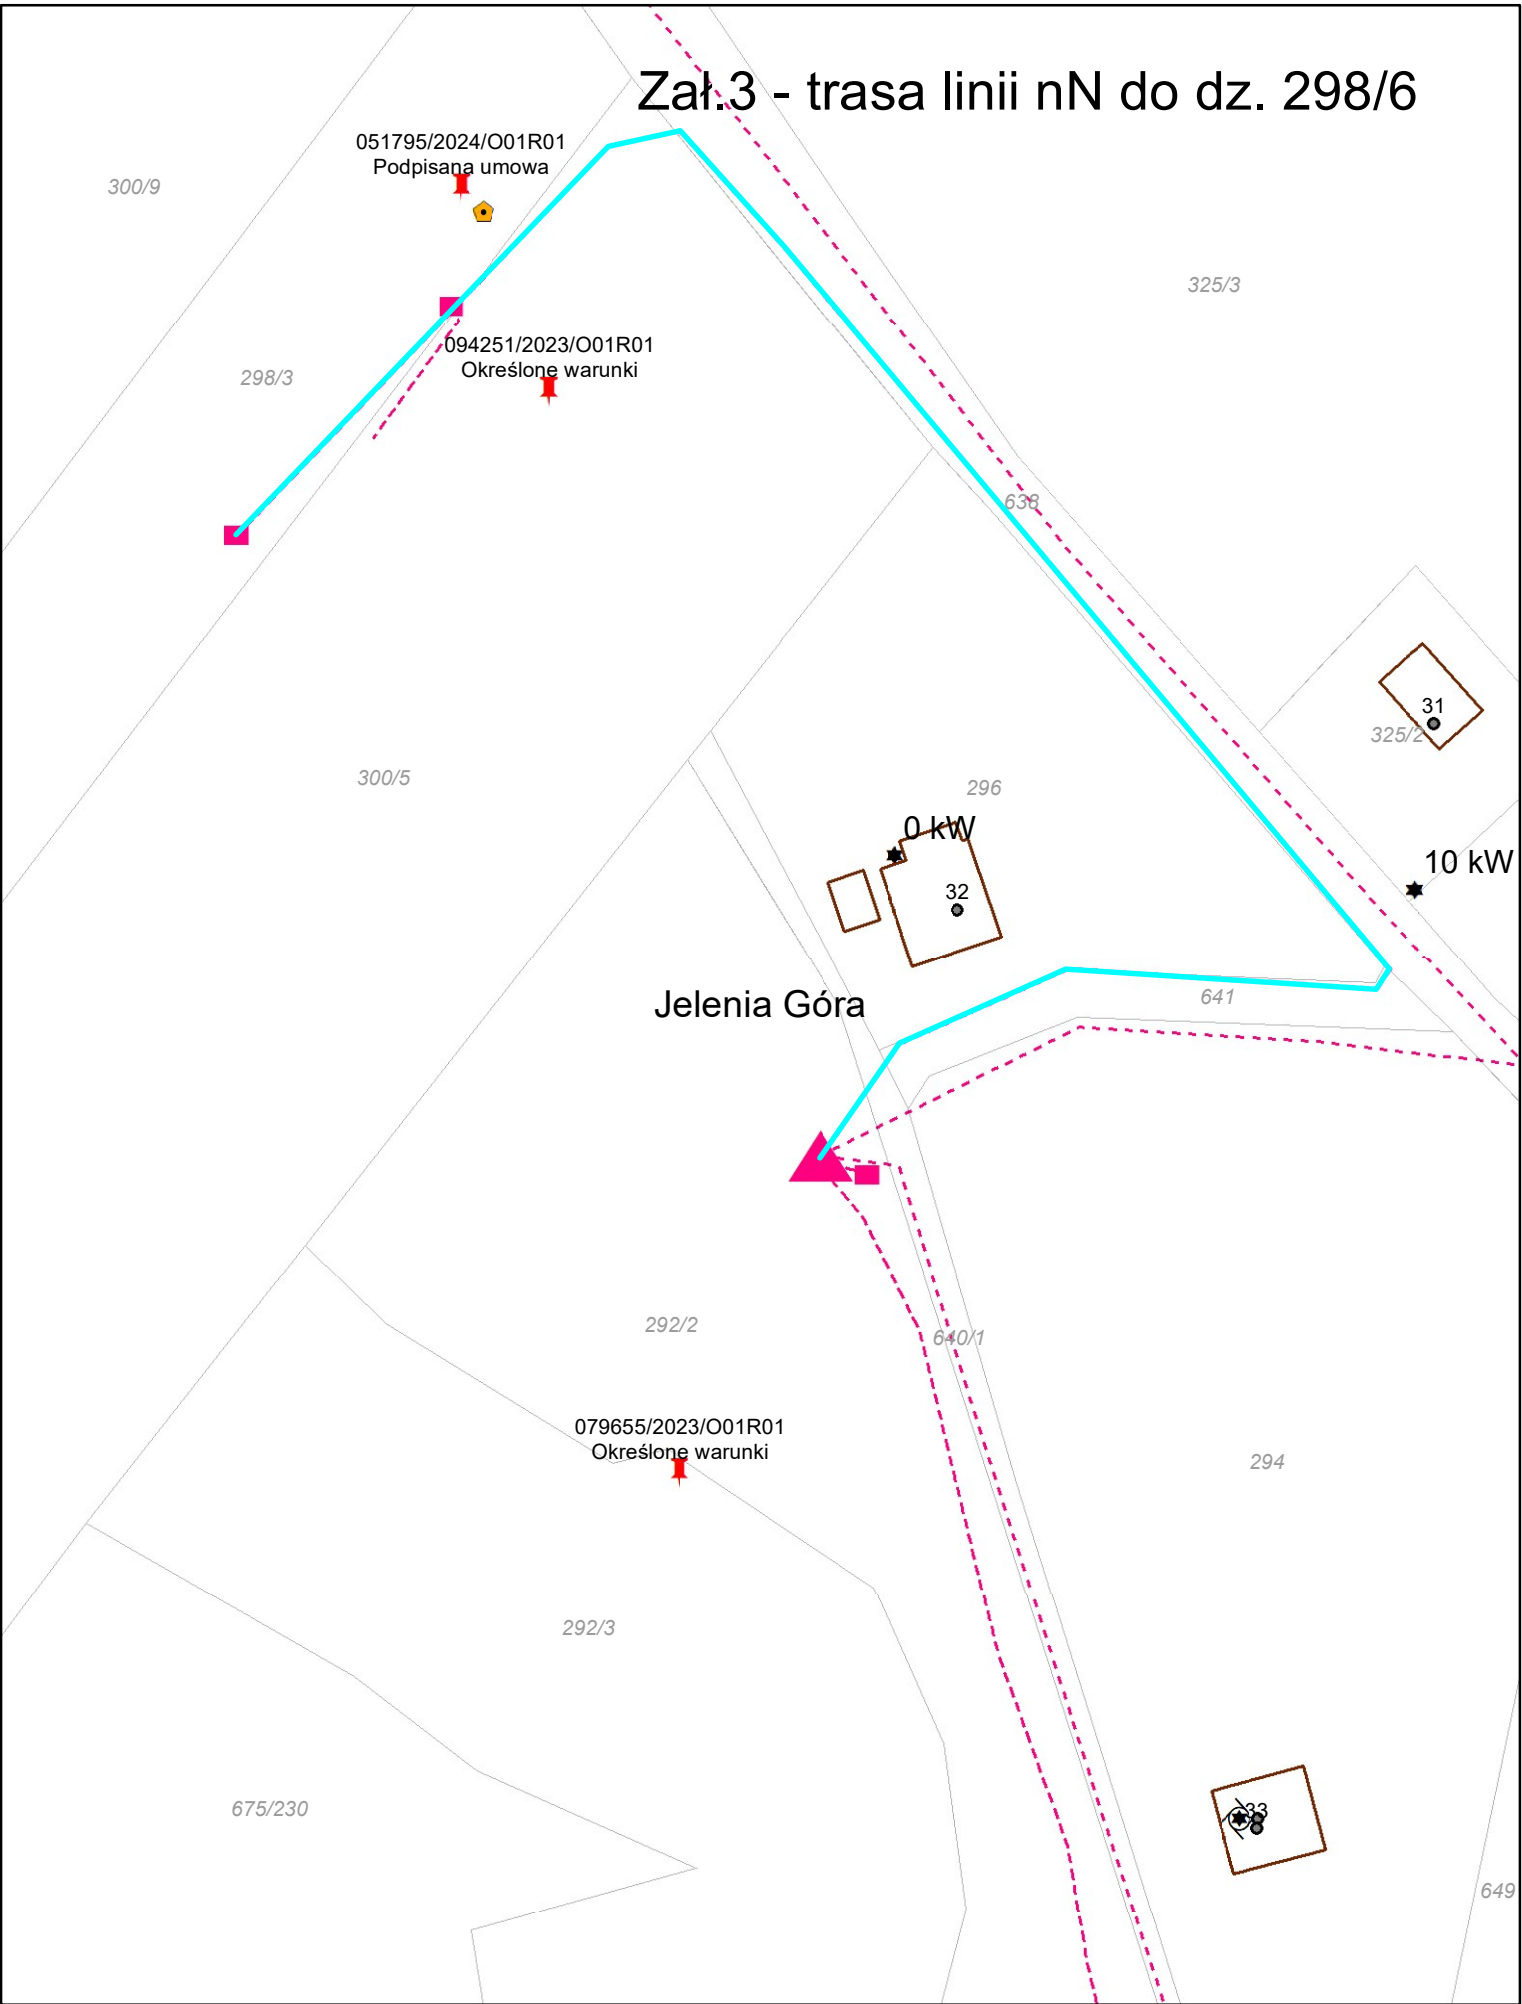 Zał.3 - trasa linii nN do dz. 298/6
051795/2024/O01R01
Podpisana umowa
300/9
325/3
094251/2023/O01R01
Określone warunki
298/3
638
31
325/2
300/5
296
0 kW
10 kW
32
641
Jelenia Góra
292/2
640/1
079655/2023/O01R01
Określone warunki
294
292/3
675/230
33
649